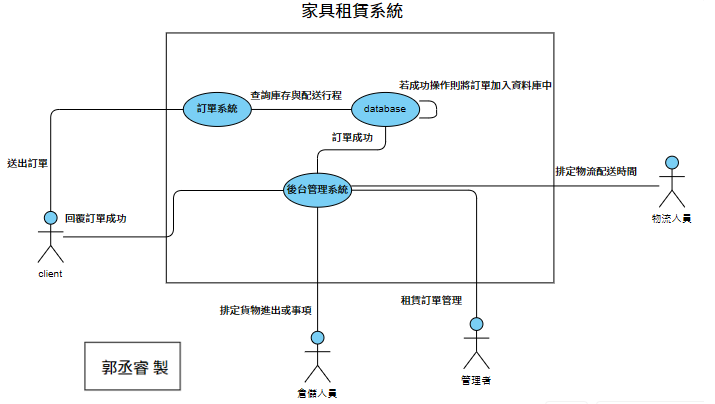 家具租賃系統
若成功操作則將訂單加入資料庫中
查詢庫存與配送行程
訂單系統
database
訂單成功
送出訂單
排定物流配送時間
後台管理系統
回覆訂單成功
物流人員
client
租賃訂單管理
排定貨物進出或事項
郭丞睿 製
管理者
倉儲人員